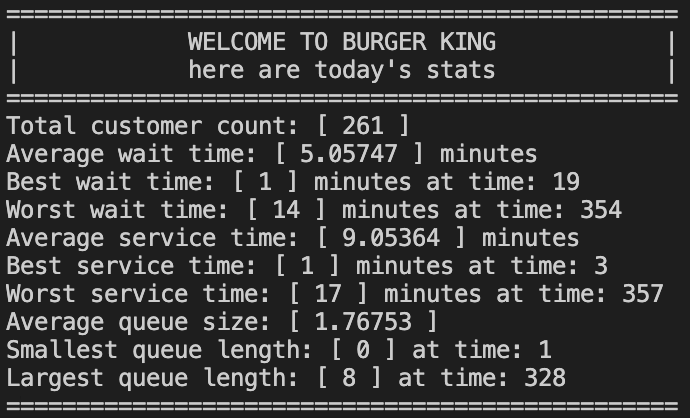 ================================================
|            WELCOME TO BURGER KING            |
|            here are today's stats            |
================================================
Total customer count: [ 261 ]
Average wait time: [ 5.05747 ] minutes
Best wait time: [ 1 ] minutes at time: 19
Worst wait time: [ 14 ] minutes at time: 354
Average service time: [ 9.05364 ] minutes
Best service time: [ 1 ] minutes at time: 3
Worst service time: [ 17 ] minutes at time: 357
Average queue size: [ 1.76753 ]
Smallest queue length: [ 0 ] at time: 1
Largest queue length: [ 8 ] at time: 328
================================================